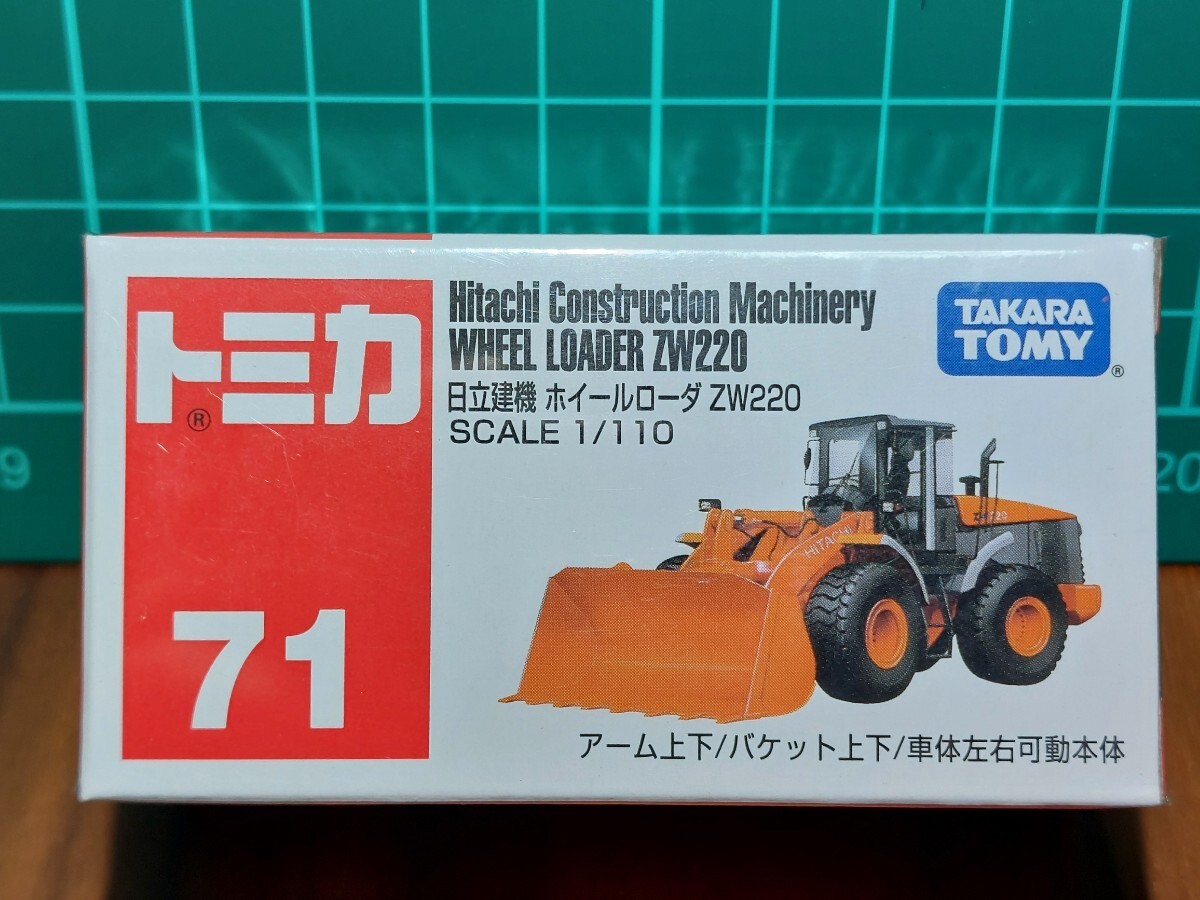 トミカ
®
71
Hitachi Construction Machinery
WHEEL LOADER ZW220
日立建機 ホイールローダ ZW220
SCALE 1/110
TAKARA
TOMY
®
HITACHI
ZW220
アーム上下/バケット上下/車体左右可動本体
9
20